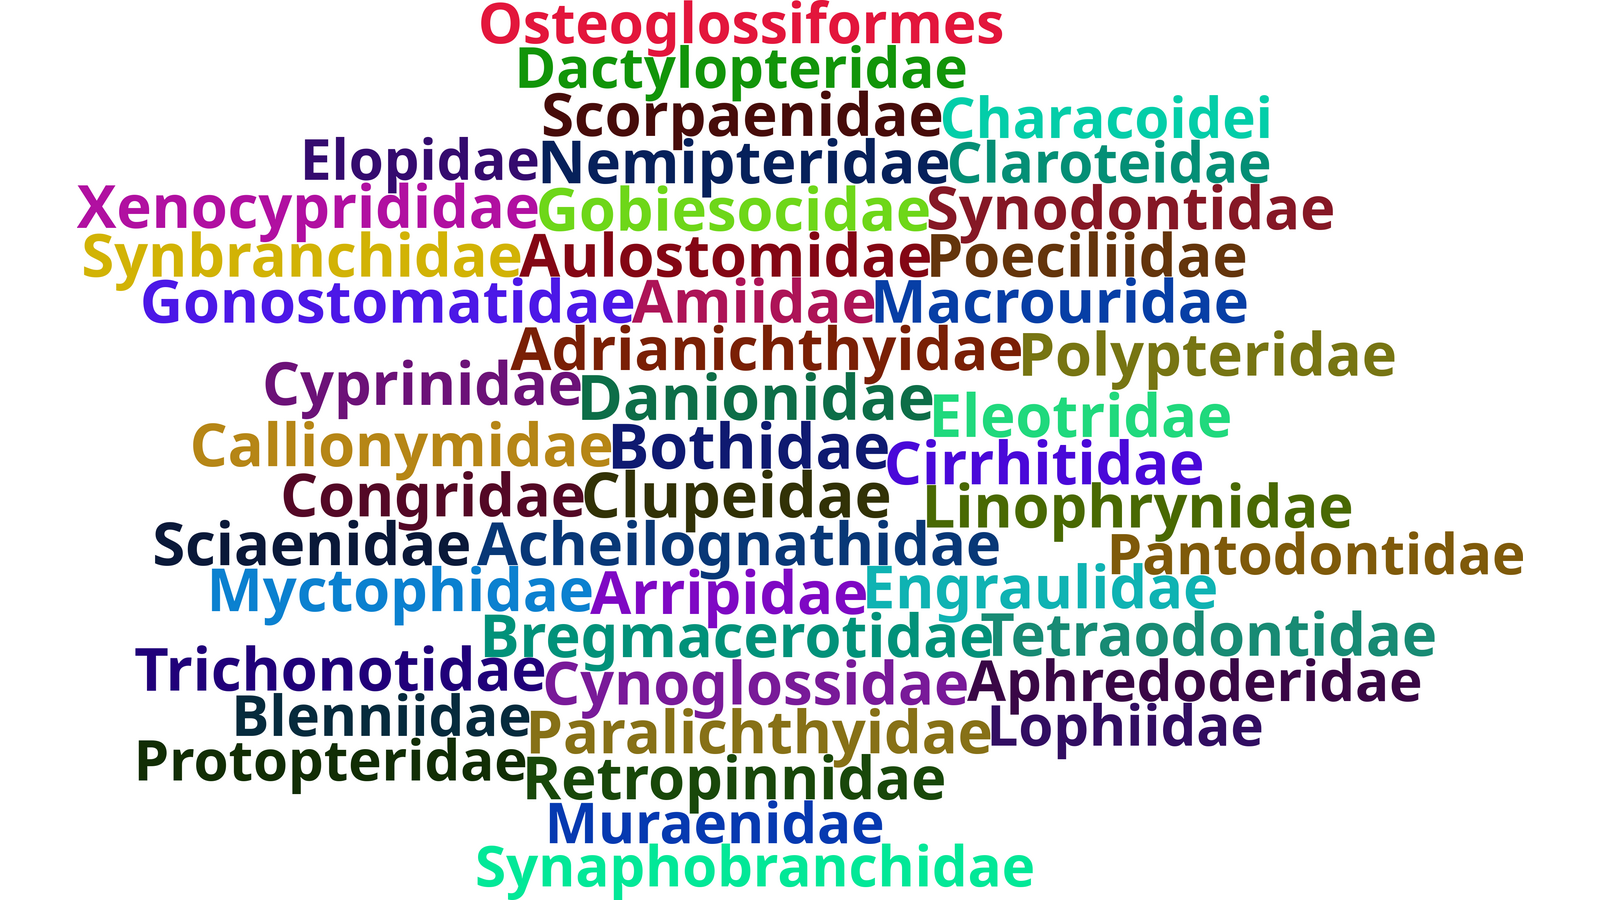 Osteoglossiformes
Dactylopteridae
Scorpaenidae Characoidei
Elopidae Nemipteridae Claroteidae
Xenocyprididae Gobiesocidae Synodontidae
Synbranchidae Aulostomidae Poeciliidae
Gonostomatidae Amiidae Macrouridae
Adrianichthyidae Polypteridae
Cyprinidae Danionidae Eleotridae
Callionymidae Bothidae Cirrhitidae
Congridae Clupeidae Linophrynidae
Sciaenidae Acheilognathidae Pantodontidae
Myctophidae Arripidae Engraulidae
Bregmacerotidae Tetraodontidae
Trichonotidae Cynoglossidae Aphredoderidae
Blenniidae Paralichthyidae Lophiidae
Protopteridae Retropinnidae
Muraenidae
Synaphobranchidae